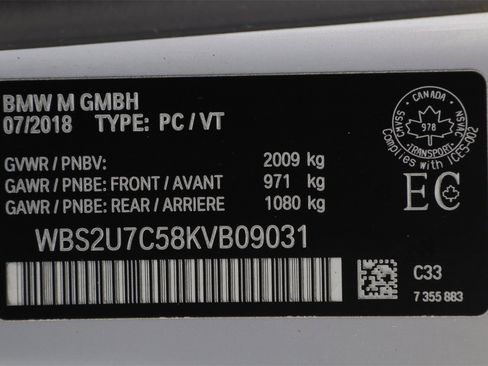 BMW M GMBH
07/2018 TYPE: PC / VT
GVWR / PNBV: 2009 kg
GAWR / PNBE: FRONT / AVANT 971 kg
GAWR / PNBE: REAR / ARRIERE 1080 kg
WBS2U7C58KVB09031
CANADA
CMVSS
NSVAC
978
TRANSPORT
Complies with ICES-002
EC
C33
7 355 883